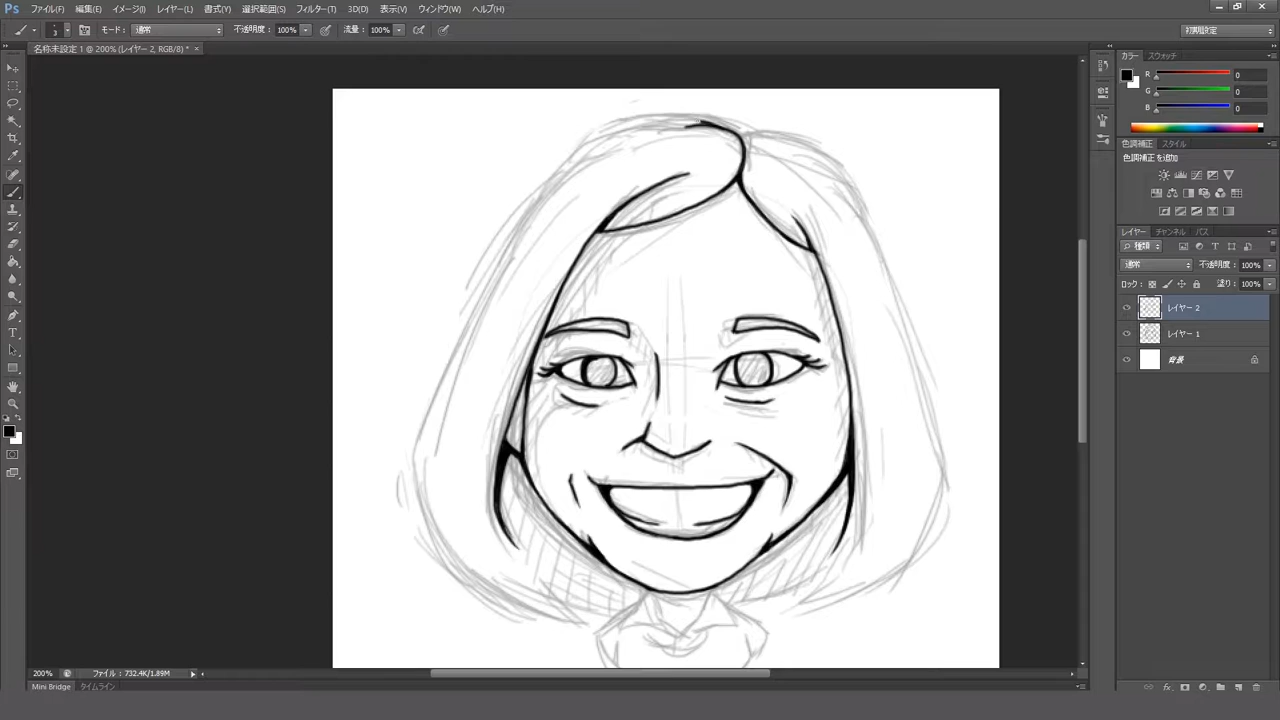 Ps ファイル(F) 編集(E) イメージ(I) レイヤー(L) 書式(Y) 選択範囲(S) フィルター(T) 3D(D) 表示(V) ウィンドウ(W) ヘルプ(H)
3 モード： 通常 不透明度： 100% 流量： 100% 初期設定
名称未設定 1 @ 200% (レイヤー 2, RGB/8) * ×
カラー スウォッチ
R 0
G 0
B 0
色調補正 スタイル
色調補正を追加
レイヤー チャンネル パス
種類 T
通常 不透明度： 100%
ロック： 塗り： 100%
レイヤー 2
レイヤー 1
背景
200% ファイル：732.4K/1.89M
Mini Bridge タイムライン
fx